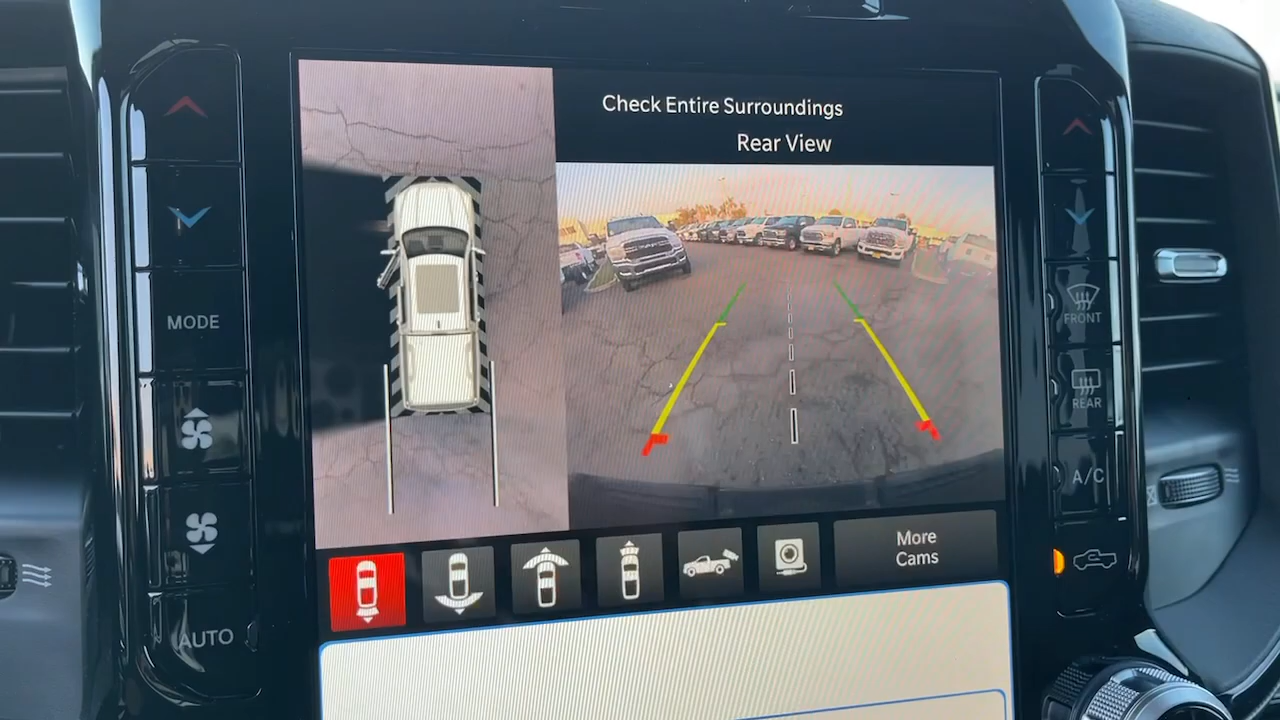 Check Entire Surroundings
Rear View
MODE
FRONT
REAR
A/C
More
Cams
AUTO